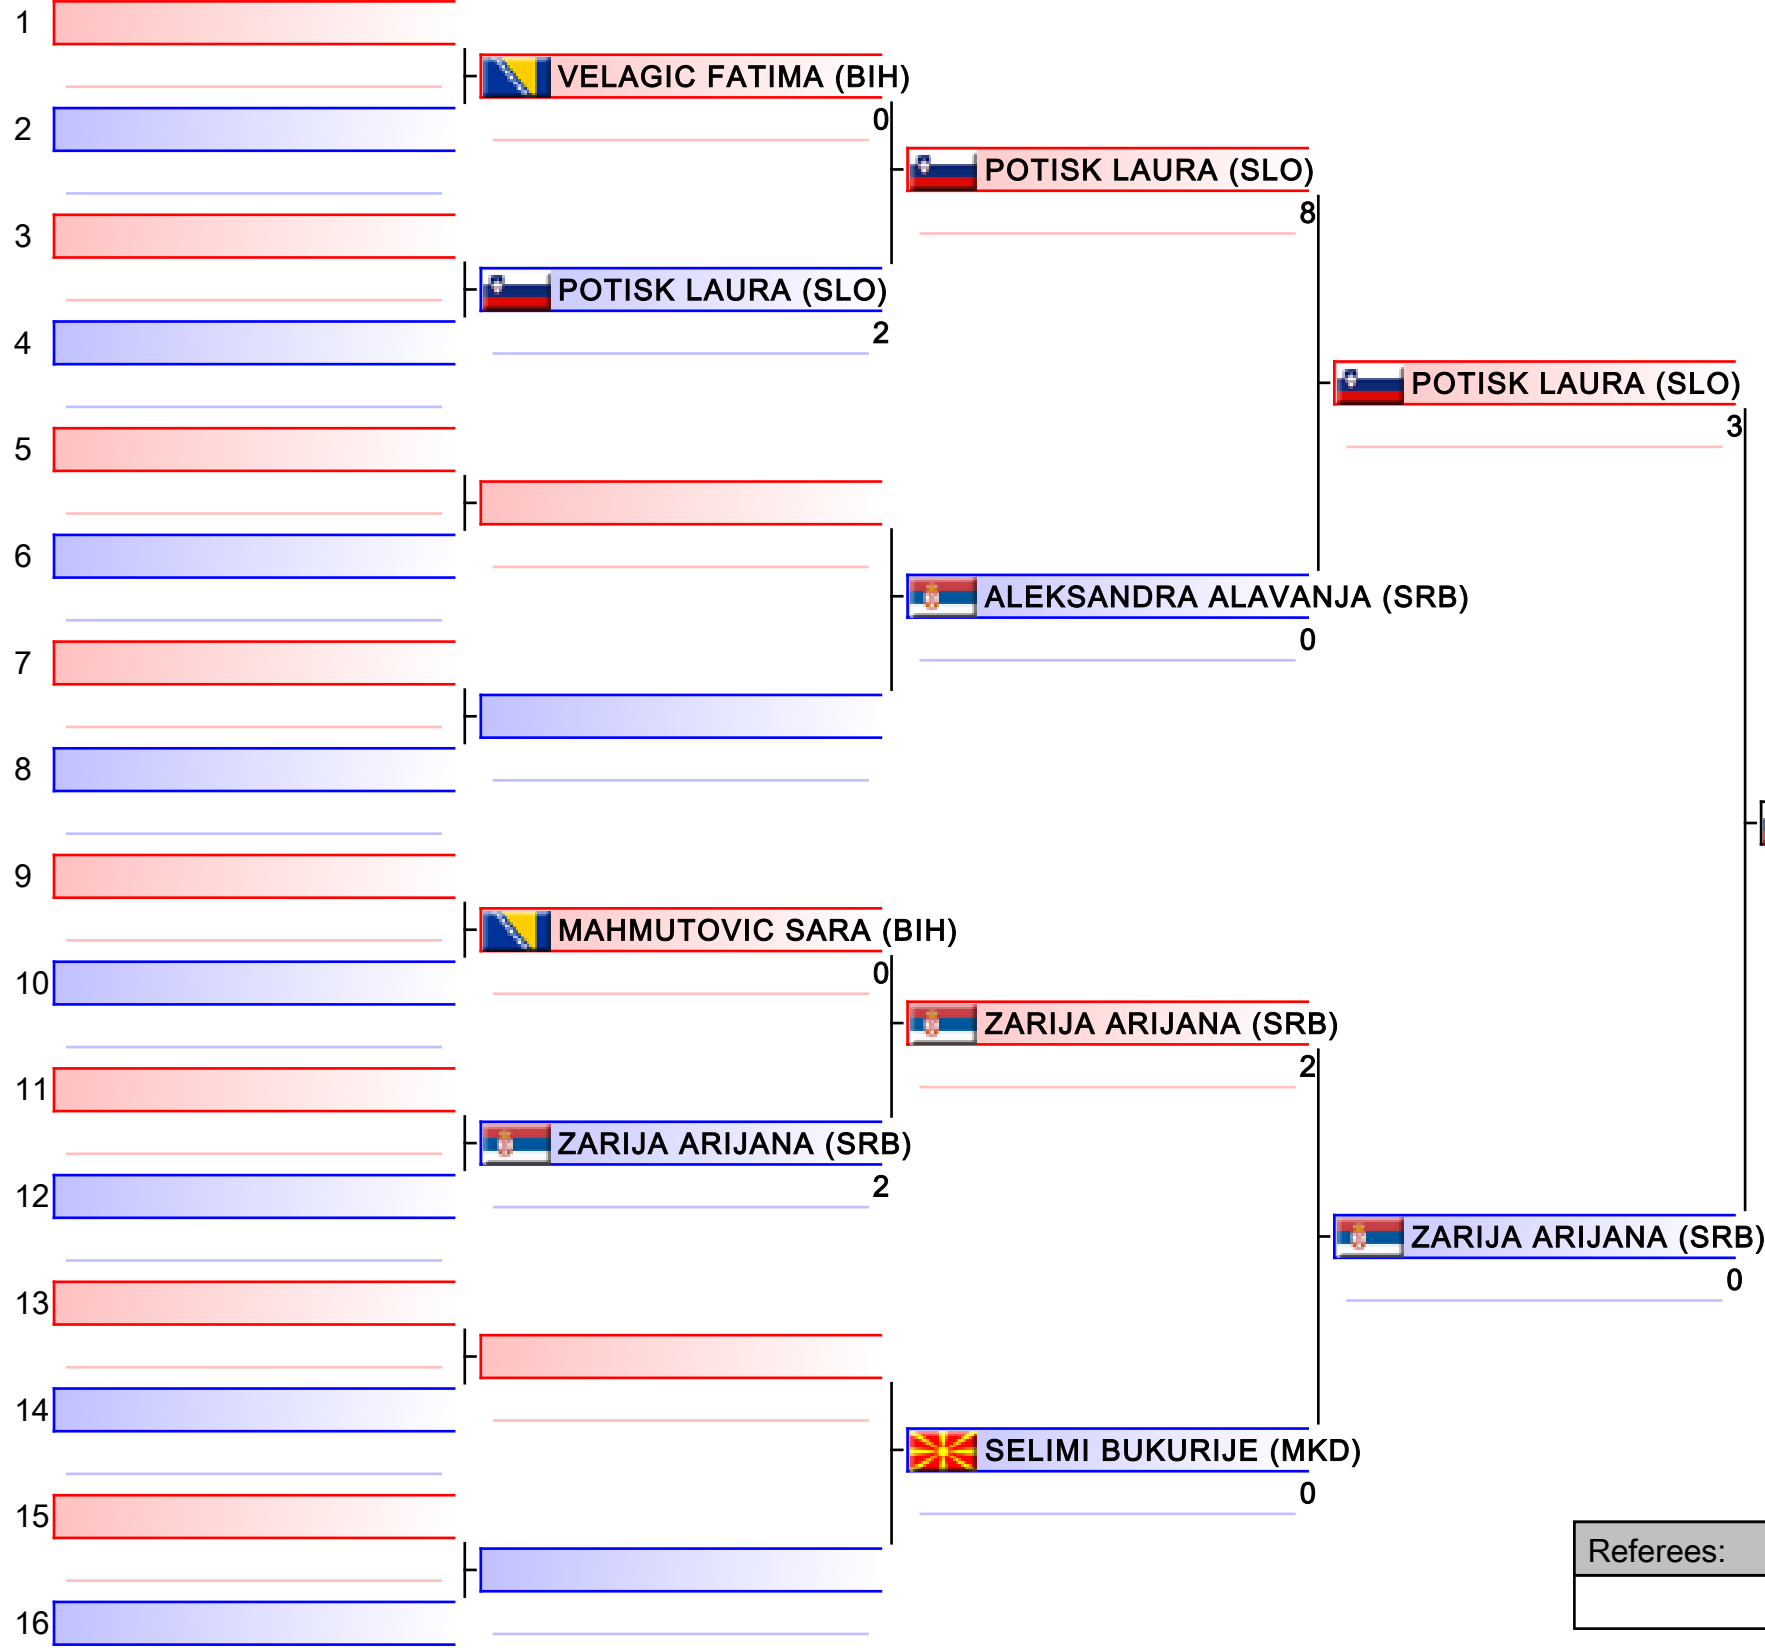 1
VELAGIC FATIMA (BIH)
0
2
POTISK LAURA (SLO)
8
3
POTISK LAURA (SLO)
2
4
POTISK LAURA (SLO)
3
5
6
ALEKSANDRA ALAVANJA (SRB)
0
7
8
9
MAHMUTOVIC SARA (BIH)
0
10
ZARIJA ARIJANA (SRB)
2
11
ZARIJA ARIJANA (SRB)
2
12
ZARIJA ARIJANA (SRB)
0
13
14
SELIMI BUKURIJE (MKD)
0
15
Referees:
16